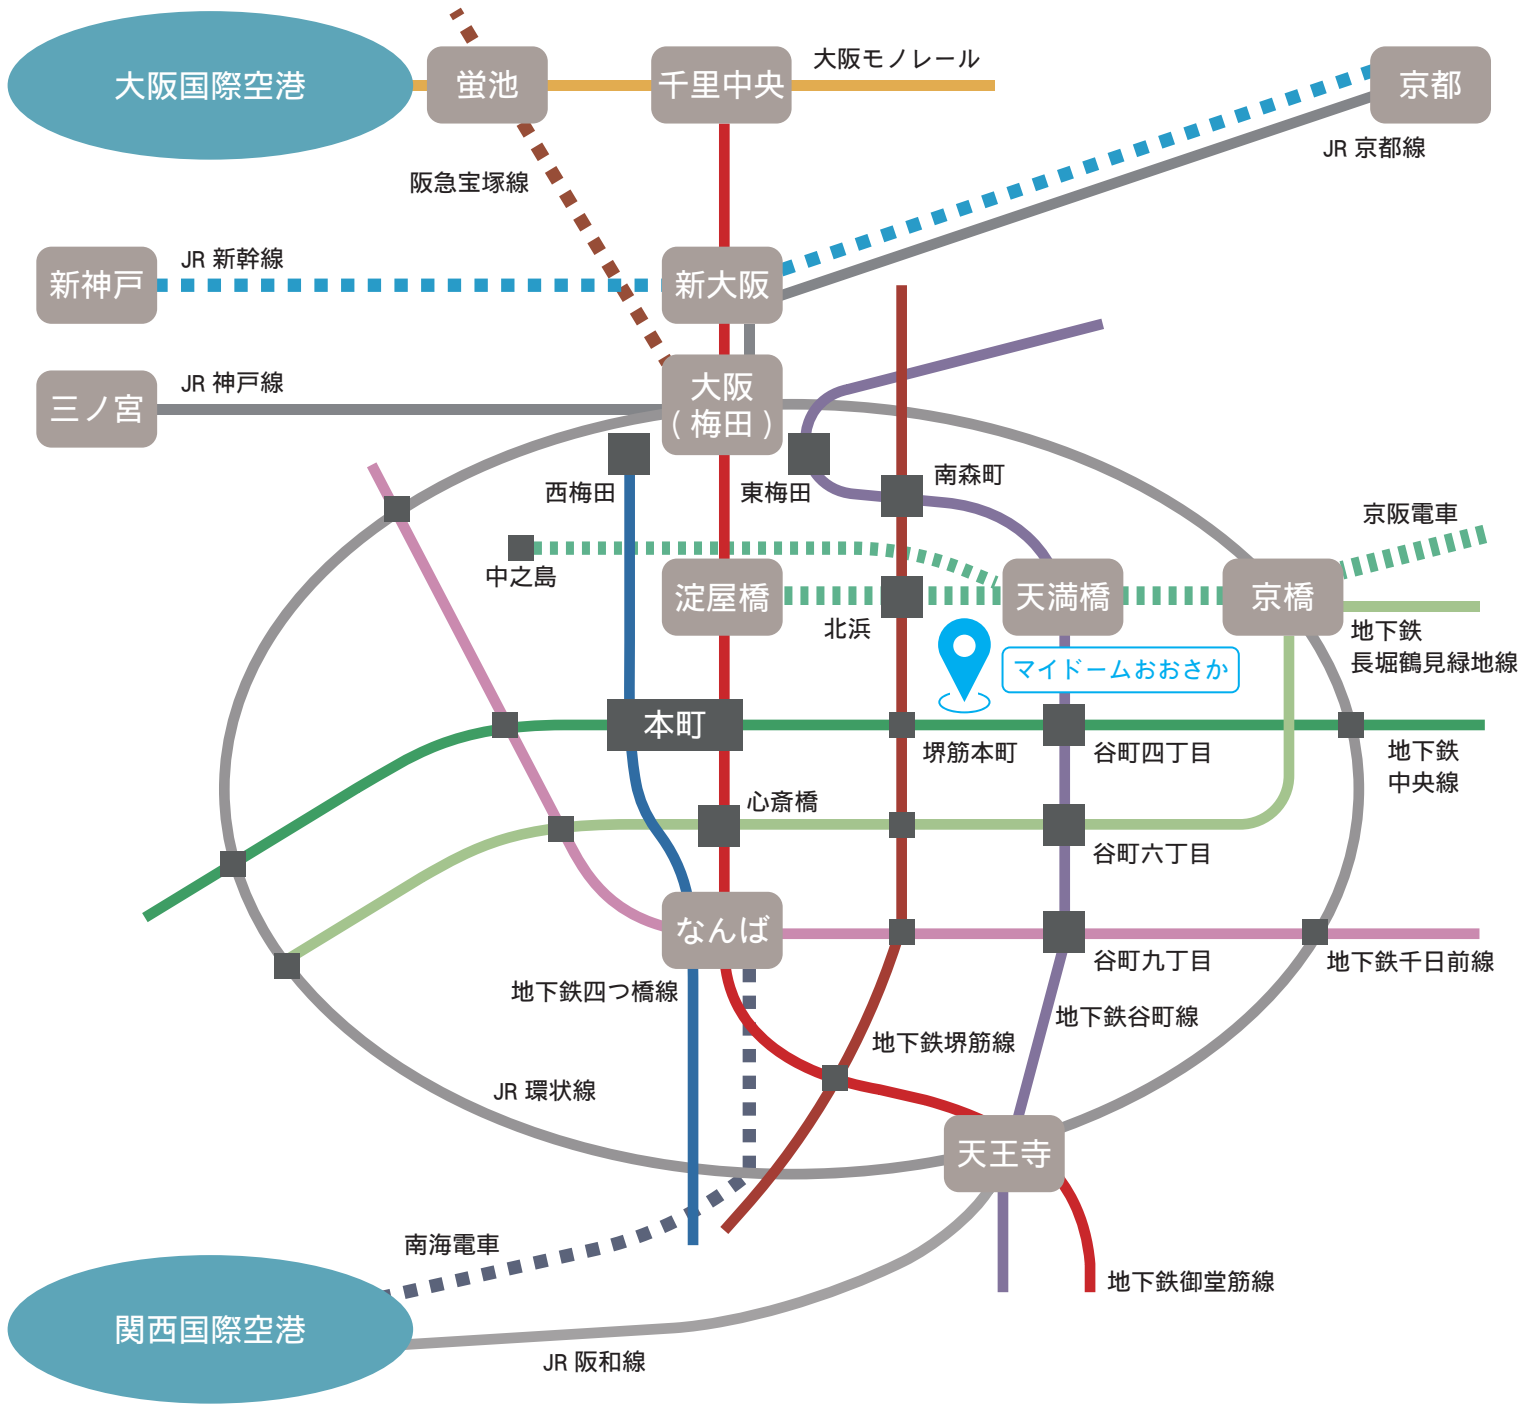 大阪モノレール
大阪国際空港
蛍池
千里中央
京都
JR 京都線
阪急宝塚線
JR 新幹線
新神戸
新大阪
JR 神戸線
三ノ宮
大阪
( 梅田 )
西梅田
東梅田
南森町
京阪電車
中之島
淀屋橋
天満橋
京橋
北浜
地下鉄
長堀鶴見緑地線
マイドームおおさか
本町
堺筋本町
谷町四丁目
地下鉄
中央線
心斎橋
谷町六丁目
なんば
谷町九丁目
地下鉄千日前線
地下鉄四つ橋線
地下鉄谷町線
地下鉄堺筋線
JR 環状線
天王寺
南海電車
地下鉄御堂筋線
関西国際空港
JR 阪和線